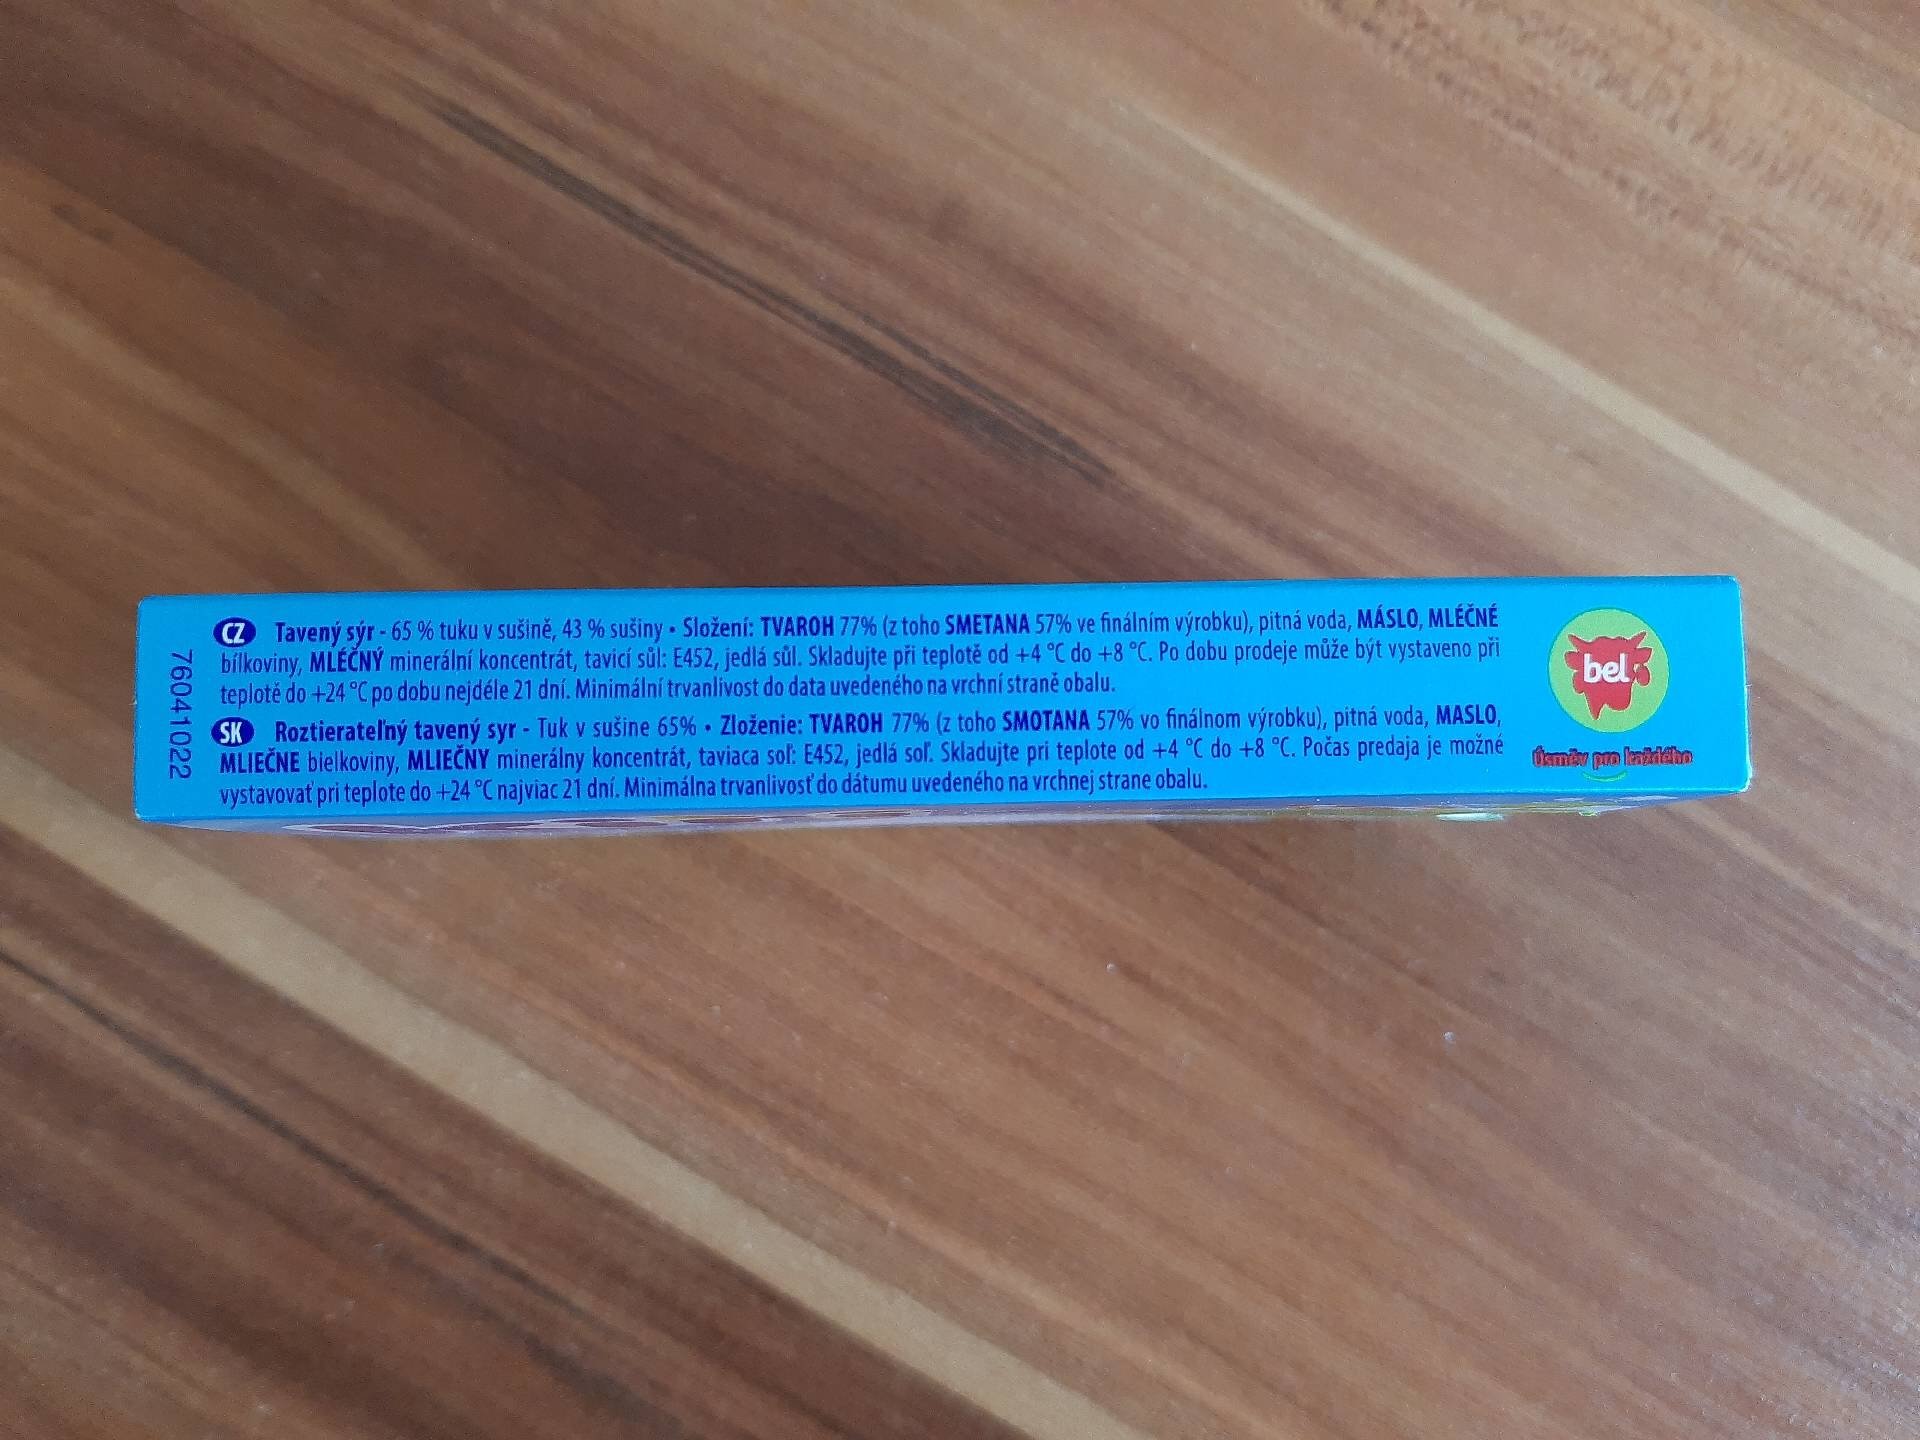 CZ Tavený sýr - 65 % tuku v sušině, 43 % sušiny • Složení: TVAROH 77% (z toho SMETANA 57% ve finálním výrobku), pitná voda, MÁSLO, MLÉČNÉ
bílkoviny, MLÉČNÝ minerální koncentrát, tavicí sůl: E452, jedlá sůl. Skladujte při teplotě od +4 °C do +8 °C. Po dobu prodeje může být vystaveno při
teplotě do +24 °C po dobu nejdéle 21 dní. Minimální trvanlivost do data uvedeného na vrchní straně obalu.
SK Roztierateľný tavený syr - Tuk v sušine 65% • Zloženie: TVAROH 77% (z toho SMOTANA 57% vo finálnom výrobku), pitná voda, MASLO,
MLIEČNE bielkoviny, MLIEČNY minerálny koncentrát, taviaca soľ: E452, jedlá soľ. Skladujte pri teplote od +4 °C do +8 °C. Počas predaja je možné
vystavovať pri teplote do +24 °C najviac 21 dní. Minimálna trvanlivosť do dátumu uvedeného na vrchnej strane obalu.
760441022
bel
Úsměv pro každého